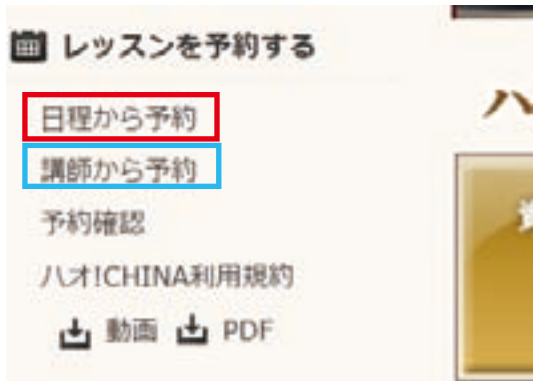 レッスンを予約する
日程から予約
講師から予約
予約確認
ハオ!CHINA利用規約
動画 PDF
ハ